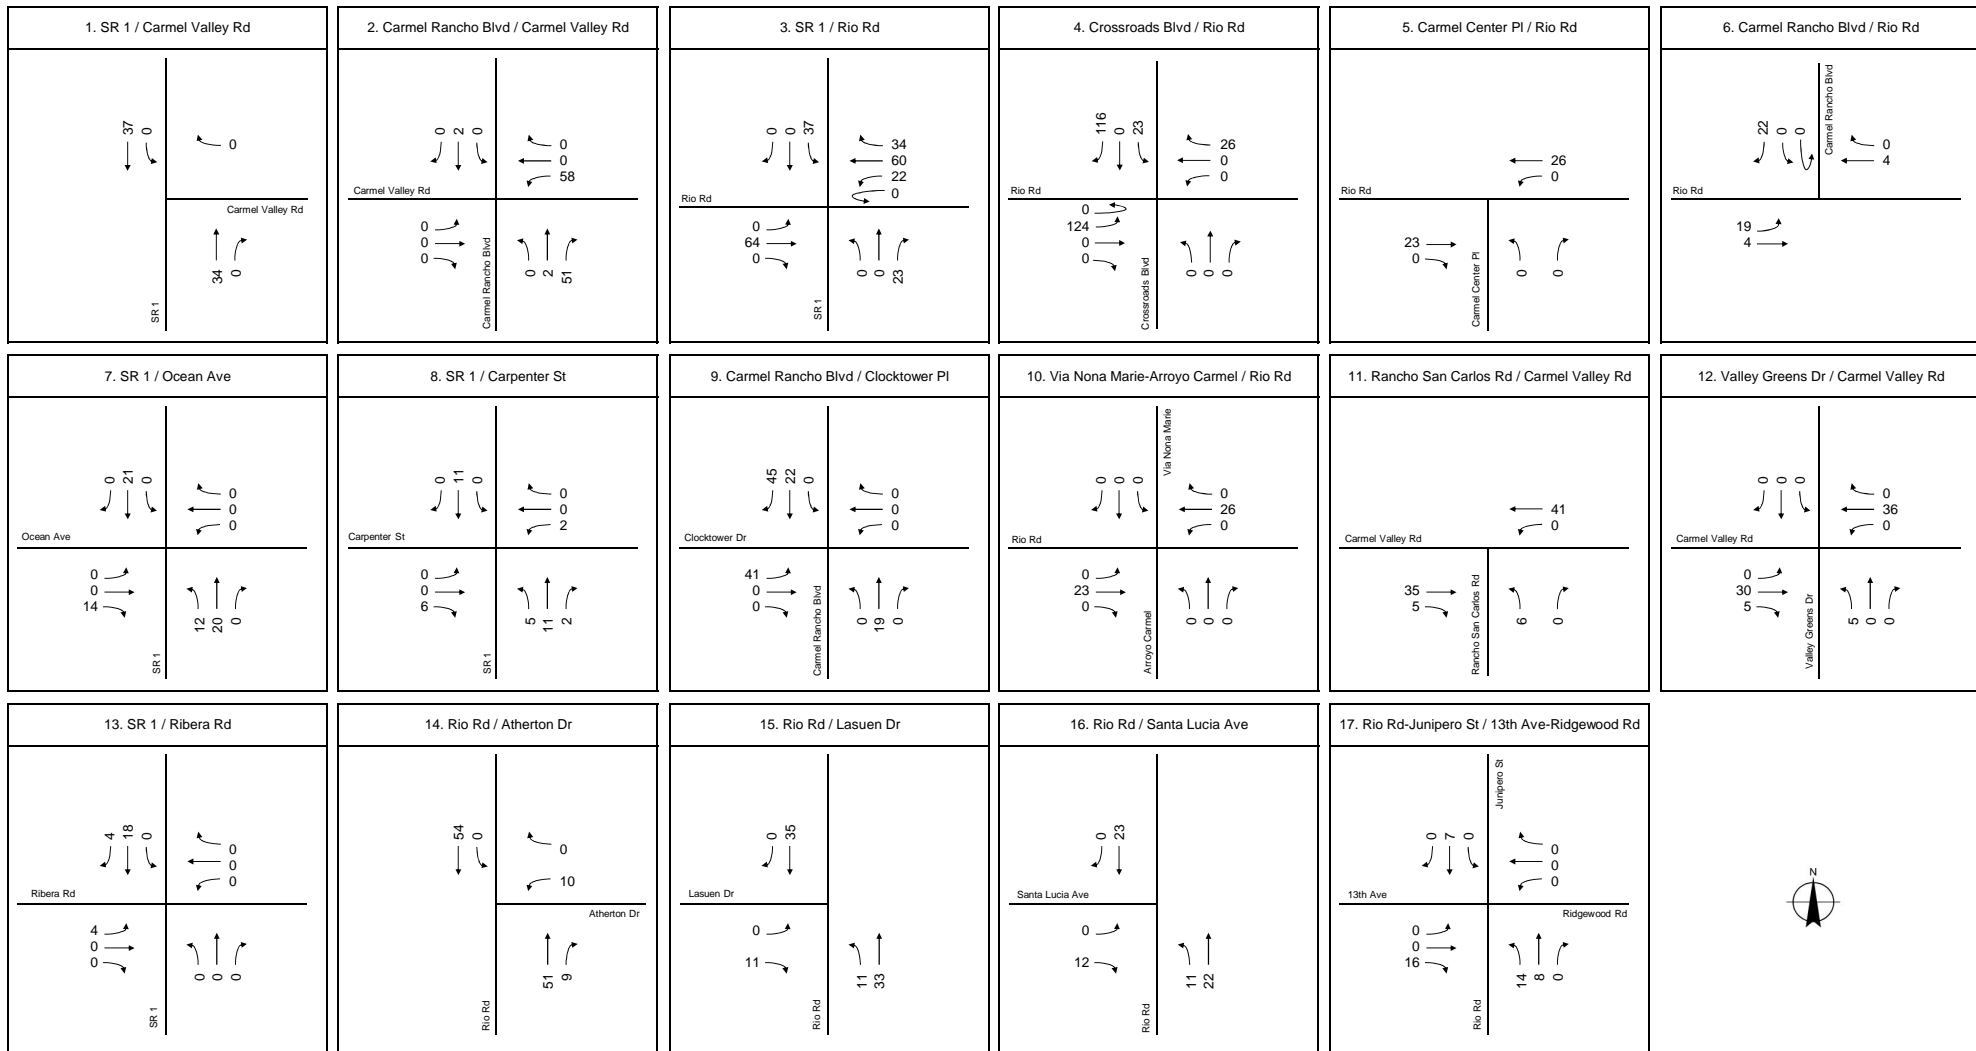 1. SR 1 / Carmel Valley Rd
37 0
0
Carmel Valley Rd
34 0
SR 1
2. Carmel Rancho Blvd / Carmel Valley Rd
0 2 0
0
0
58
Carmel Valley Rd
0
0
0
Carmel Rancho Blvd
0 2 51
3. SR 1 / Rio Rd
0 0 37
34
60
22
0
Rio Rd
0
64
0
0 0 23
SR 1
4. Crossroads Blvd / Rio Rd
116 0 23
26
0
0
Rio Rd
0
124
0
0
Crossroads Blvd
0 0 0
5. Carmel Center Pl / Rio Rd
26
0
Rio Rd
23
0
Carmel Center Pl
0 0
6. Carmel Rancho Blvd / Rio Rd
Carmel Rancho Blvd
22 0 0
0
4
Rio Rd
19
4
7. SR 1 / Ocean Ave
0 21 0
0
0
0
Ocean Ave
0
0
14
12 20 0
SR 1
8. SR 1 / Carpenter St
0 11 0
0
0
2
Carpenter St
0
0
6
5 11 2
SR 1
9. Carmel Rancho Blvd / Clocktower Pl
45 22 0
0
0
0
Clocktower Dr
41
0
0
Carmel Rancho Blvd
0 19 0
10. Via Nona Marie-Arroyo Carmel / Rio Rd
Via Nona Marie
0 0 0
0
26
0
Rio Rd
0
23
0
Arroyo Carmel
0 0 0
11. Rancho San Carlos Rd / Carmel Valley Rd
41
0
Carmel Valley Rd
35
5
Rancho San Carlos Rd
6 0
12. Valley Greens Dr / Carmel Valley Rd
0 0 0
0
36
0
Carmel Valley Rd
0
30
5
Valley Greens Dr
5 0 0
13. SR 1 / Ribera Rd
4 18 0
0
0
0
Ribera Rd
4
0
0
0 0 0
SR 1
14. Rio Rd / Atherton Dr
54 0
0
10
Atherton Dr
51 9
Rio Rd
15. Rio Rd / Lasuen Dr
0 35
Lasuen Dr
0
11
11 33
Rio Rd
16. Rio Rd / Santa Lucia Ave
0 23
Santa Lucia Ave
0
12
11 22
Rio Rd
17. Rio Rd-Junipero St / 13th Ave-Ridgewood Rd
Junipero St
0 7 0
0
0
0
13th Ave
Ridgewood Rd
0
0
16
14 8 0
Rio Rd
N